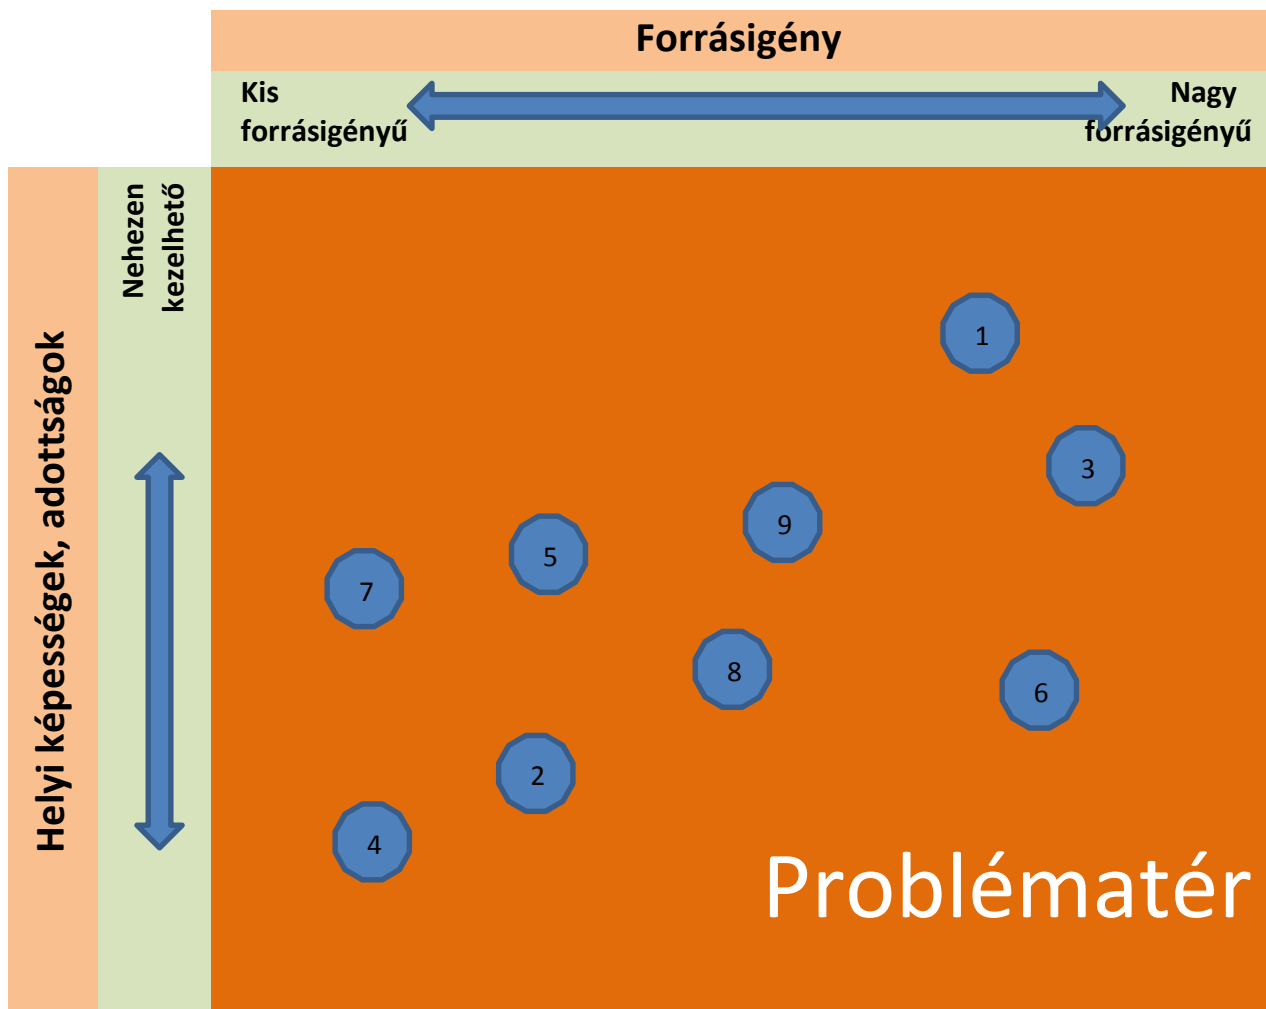 Forrásigény
Kis
forrásigényű
Nagy
forrásigényű
Helyi képességek, adottságok
Nehezen
kezelhető
1
3
9
5
7
8
6
2
4
Problématér